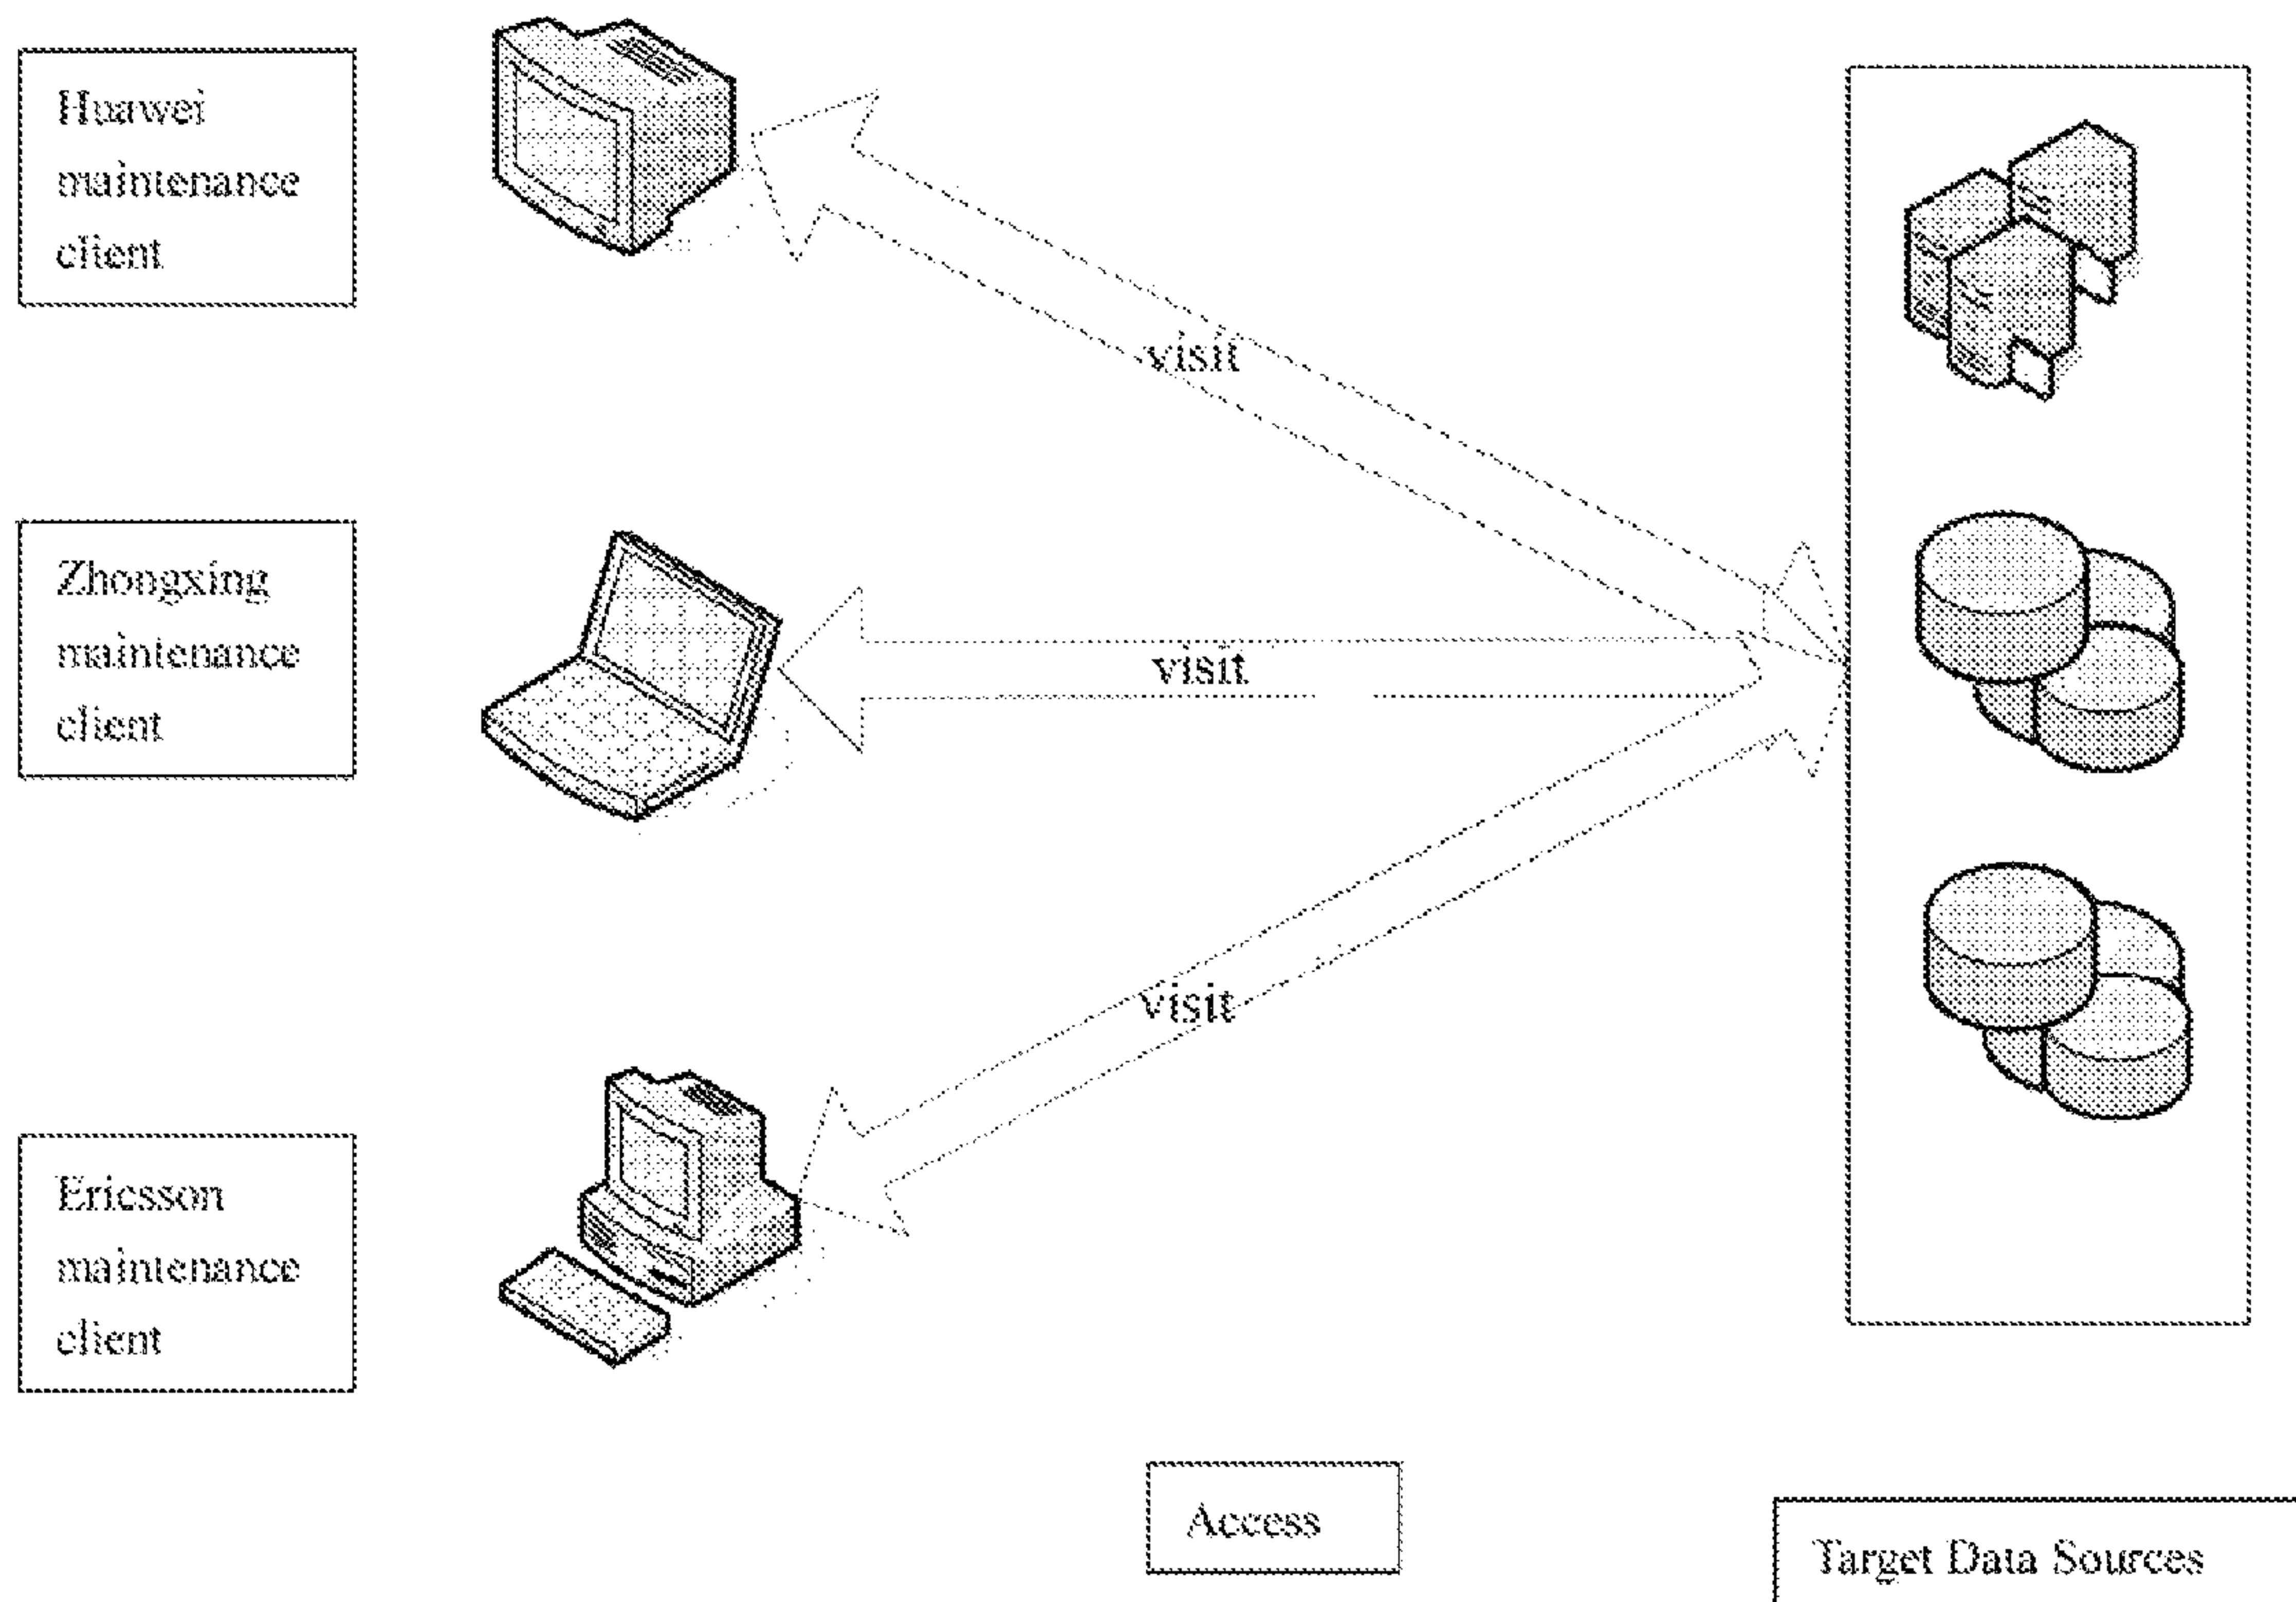 Huawei
maintenance
client
visit
Zhongxing
maintenance
client
visit
visit
Ericsson
maintenance
client
Access
Target Data Sources